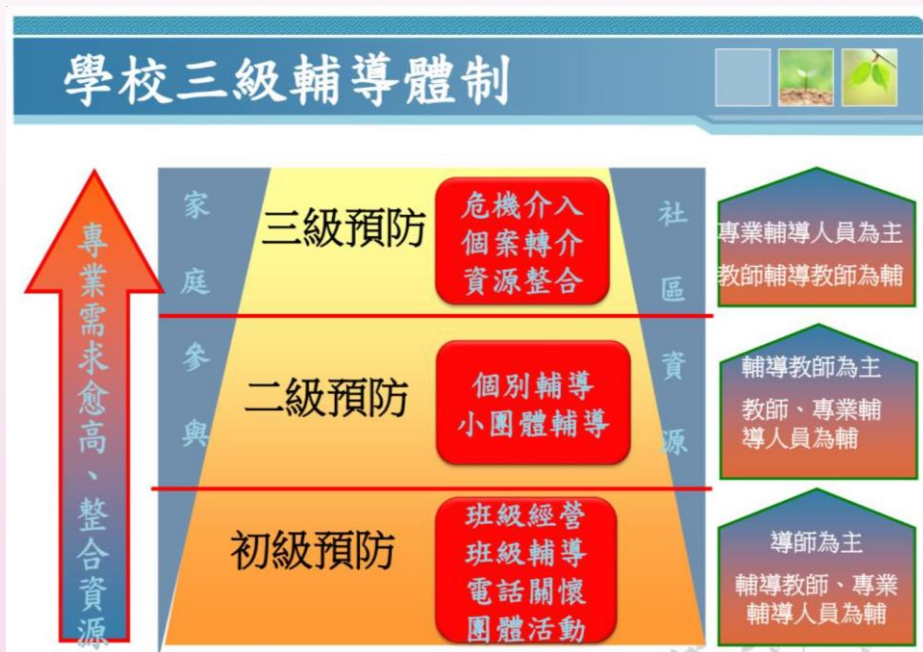 學校三級輔導體制
專業需求愈高、整合資源
家庭參與
社區資源
三級預防
危機介入
個案轉介
資源整合
專業輔導人員為主
教師輔導教師為輔
二級預防
個別輔導
小團體輔導
輔導教師為主
教師、專業輔
導人員為輔
初級預防
班級經營
班級輔導
電話關懷
團體活動
導師為主
輔導教師、專業
輔導人員為輔